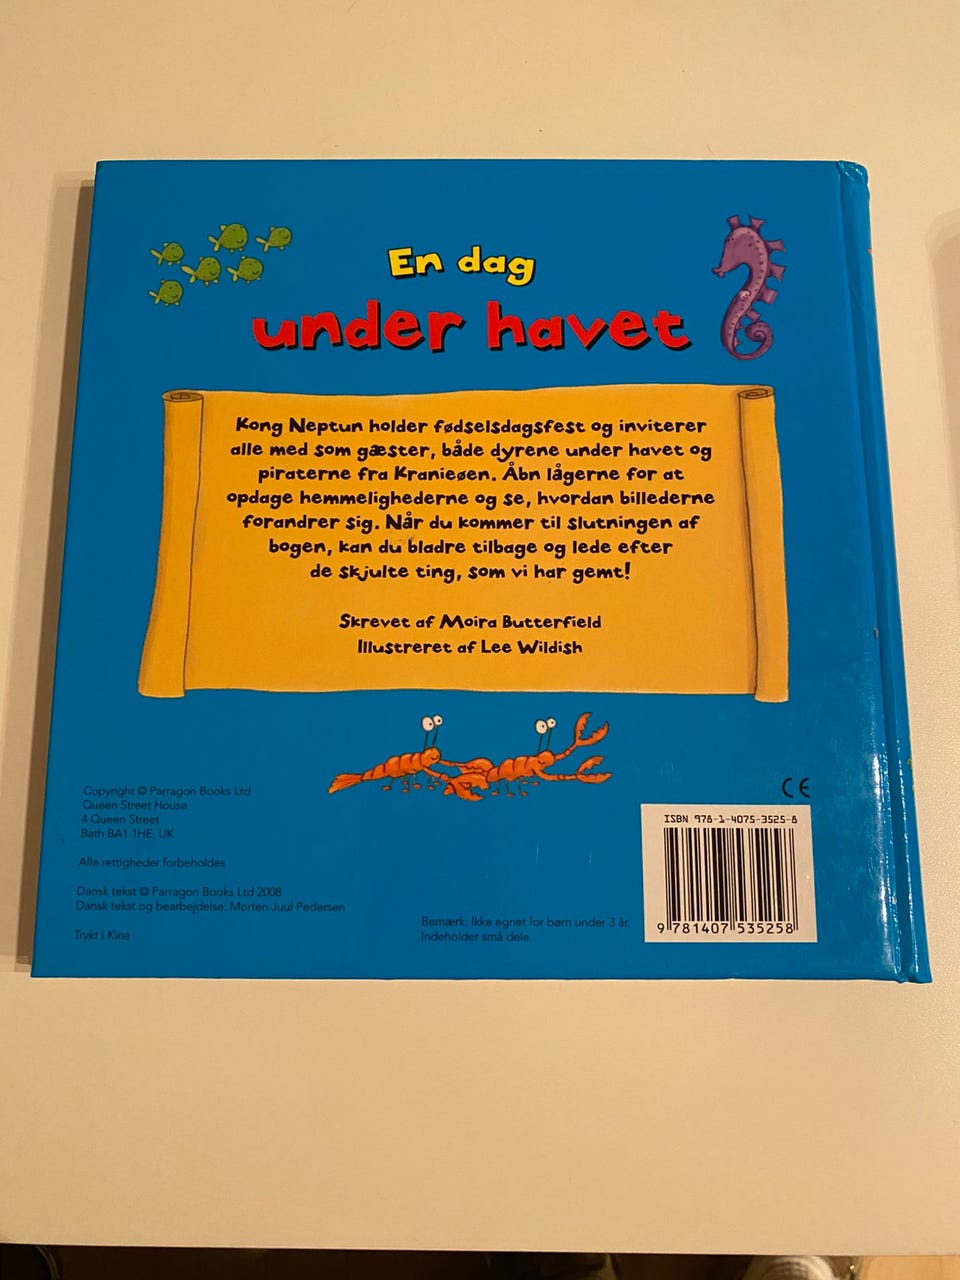 En dag
under havet
Kong Neptun holder fødselsdagsfest og inviterer
alle med som gæster, både dyrene under havet og
piraterne fra Kranieøen. Åbn lågerne for at
opdage hemmelighederne og se, hvordan billederne
forandrer sig. Når du kommer til slutningen af
bogen, kan du bladre tilbage og lede efter
de skjulte ting, som vi har gemt!
Skrevet af Moira Butterfield
Illustreret af Lee Wildish
Copyright © Parragon Books Ltd
Queen Street House
4 Queen Street
Bath BA1 1HE, UK
Alle rettigheder forbeholdes
Dansk tekst © Parragon Books Ltd 2008
Dansk tekst og bearbejdelse: Morten Juul Pedersen
Trykt i Kina
Bemærk: Ikke egnet for børn under 3 år.
Indeholder små dele.
CE
ISBN 978-1-4075-3525-8
9 781407 535258